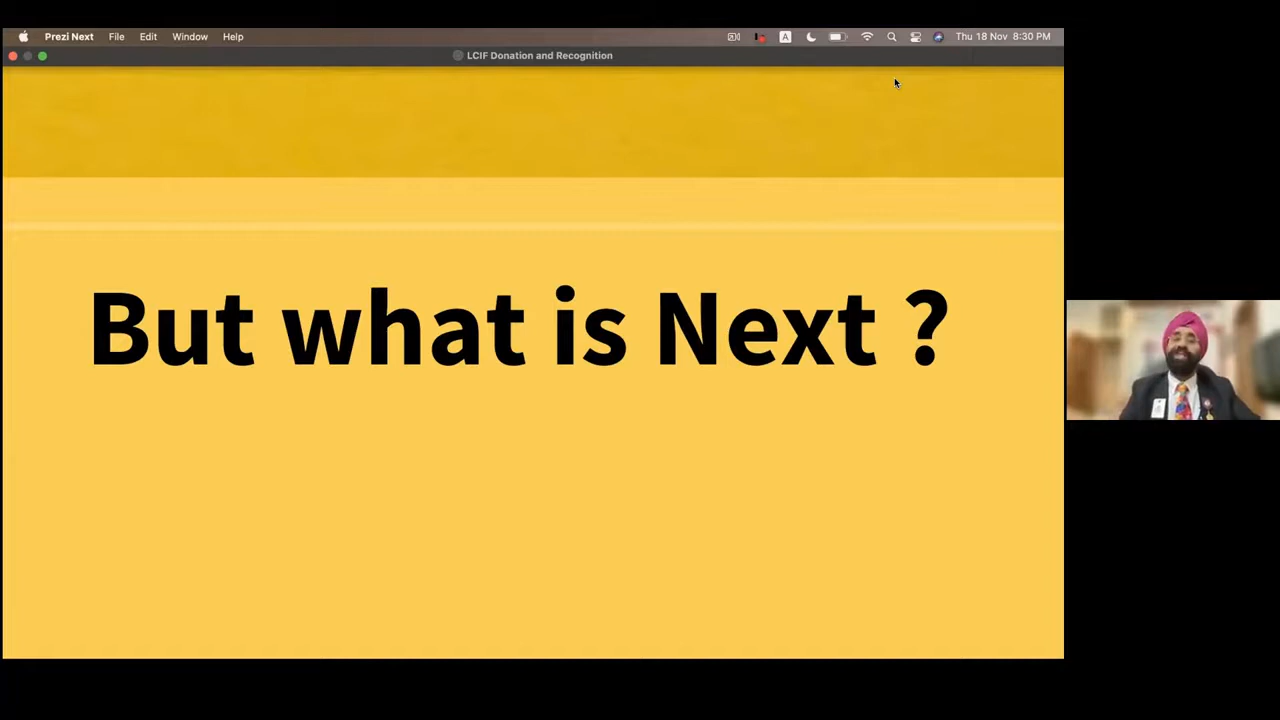 Prezi Next File Edit Window Help A Thu 18 Nov 8:30 PM
LCIF Donation and Recognition
But what is Next ?